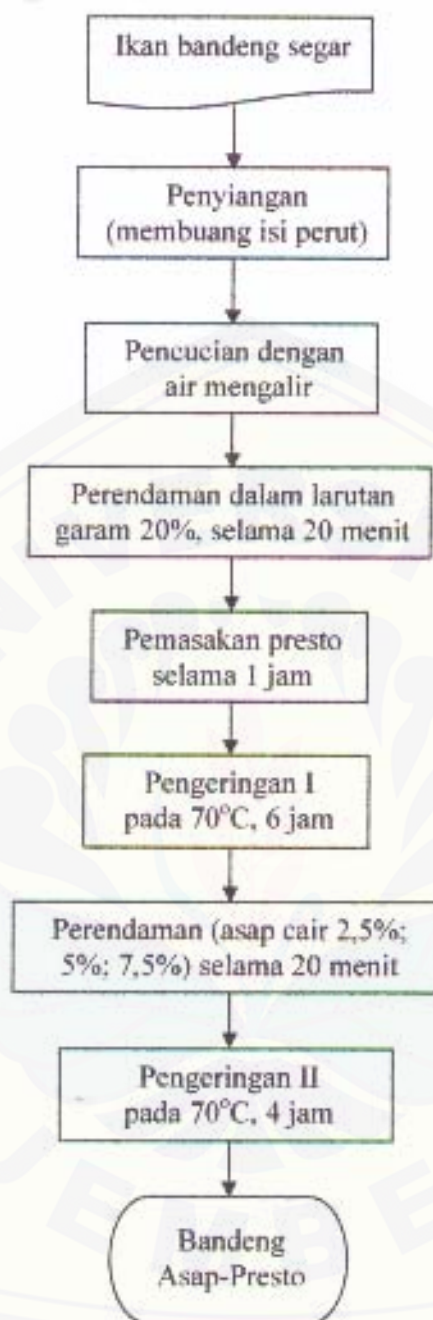 Ikan bandeng segar
Penyiangan
(membuang isi perut)
Pencucian dengan
air mengalir
Perendaman dalam larutan
garam 20%, selama 20 menit
Pemasakan presto
selama 1 jam
Pengeringan I
pada 70°C, 6 jam
Perendaman (asap cair 2,5%;
5%; 7,5%) selama 20 menit
Pengeringan II
pada 70°C, 4 jam
Bandeng
Asap-Presto